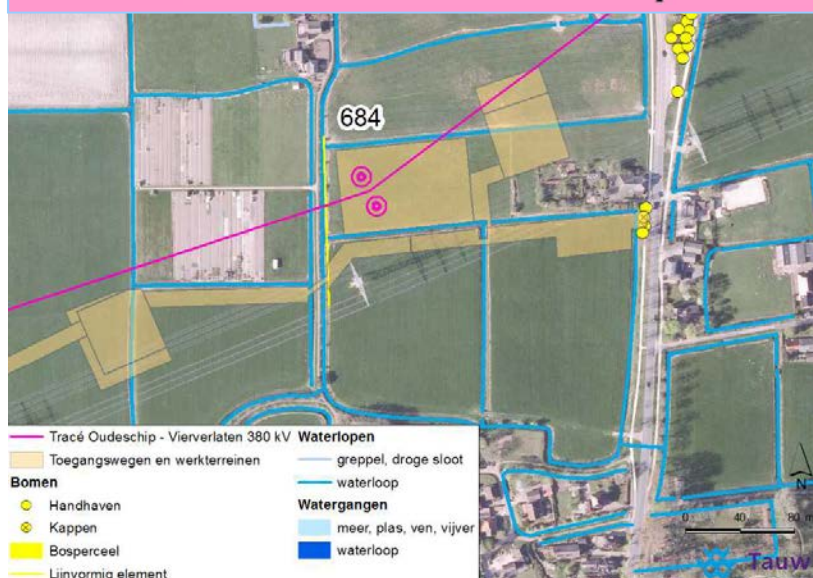 684
Tracé Oudeschip - Vierverlaten 380 kV
Toegangswegen en werkterreinen
Bomen
Handhaven
Kappen
Bosperceel
Lijnvormig element
Waterlopen
greppel, droge sloot
waterloop
Watergangen
meer, plas, ven, vijver
waterloop
N
0 40 80 m
Tauw